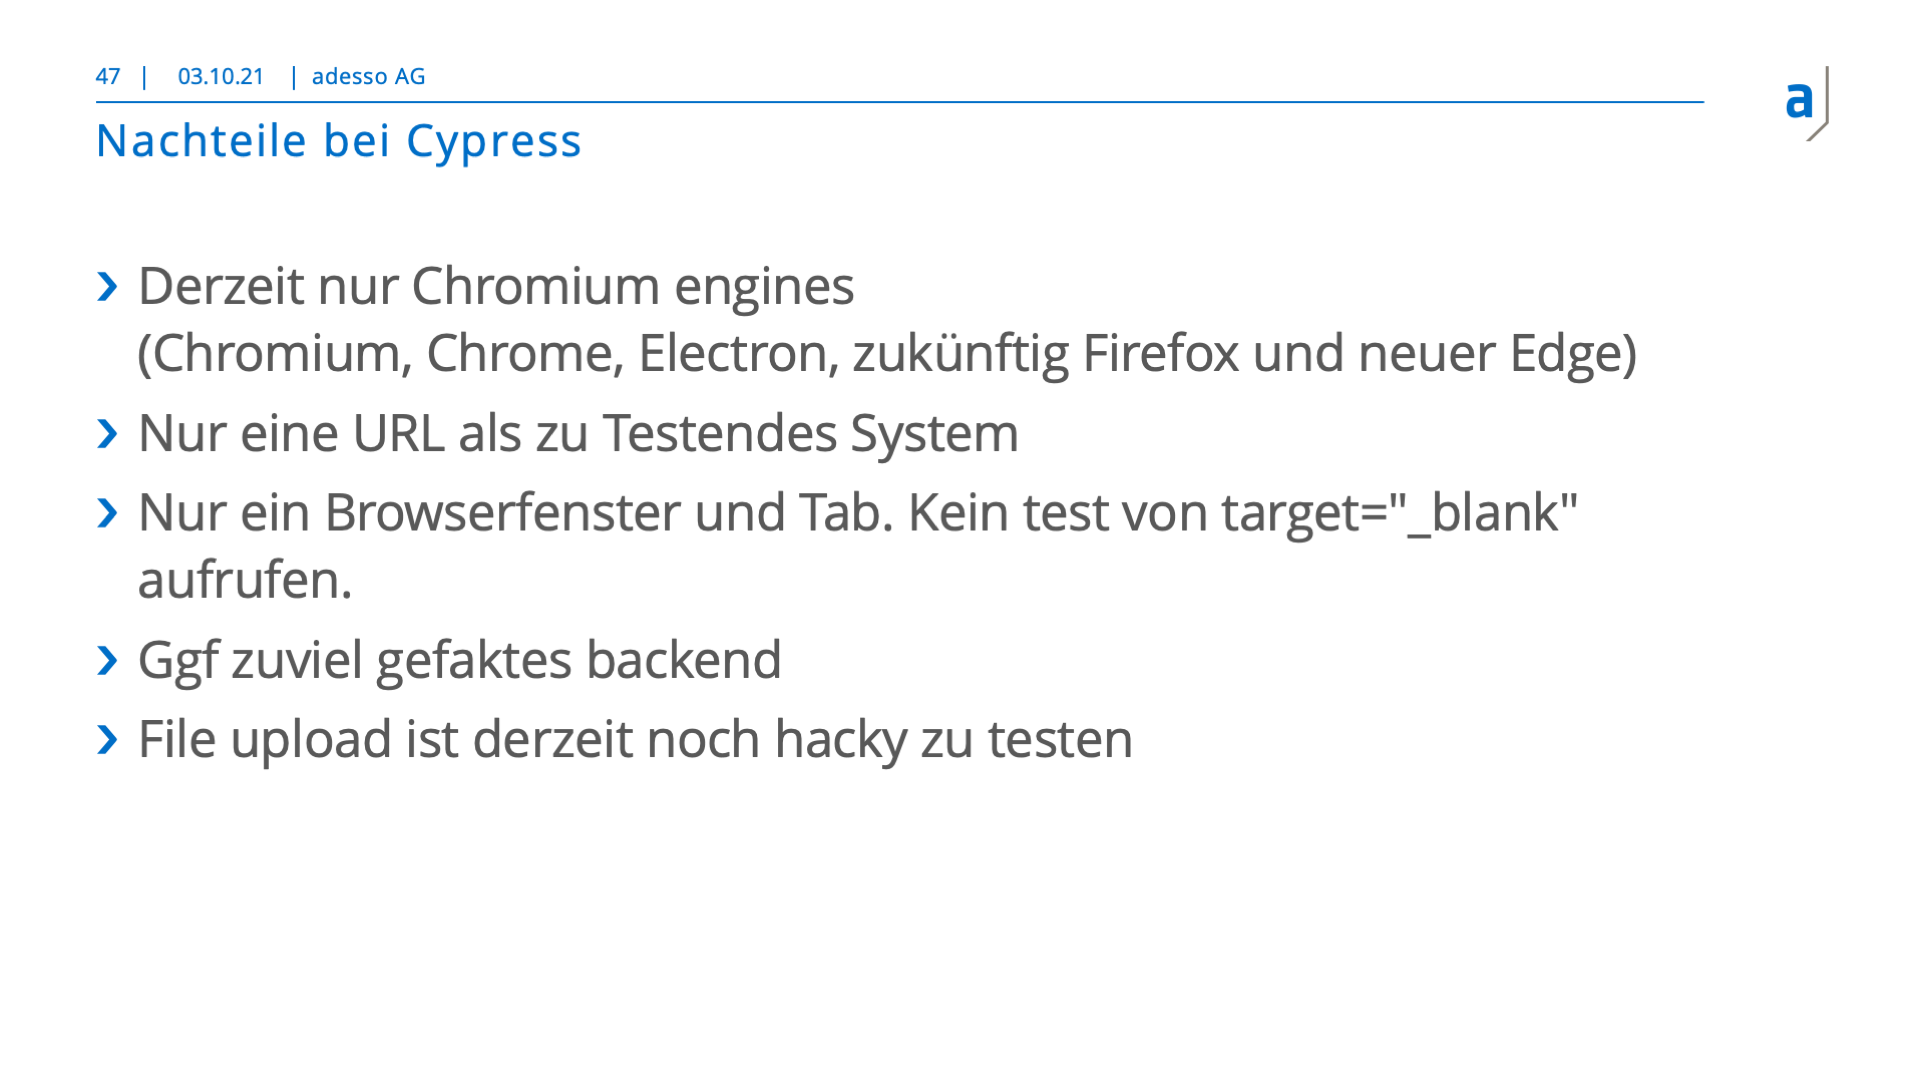 47 | 03.10.21 | adesso AG
a
Nachteile bei Cypress
Derzeit nur Chromium engines
(Chromium, Chrome, Electron, zukünftig Firefox und neuer Edge)
Nur eine URL als zu Testendes System
Nur ein Browserfenster und Tab. Kein test von target="_blank"
aufrufen.
Ggf zuviel gefaktes backend
File upload ist derzeit noch hacky zu testen